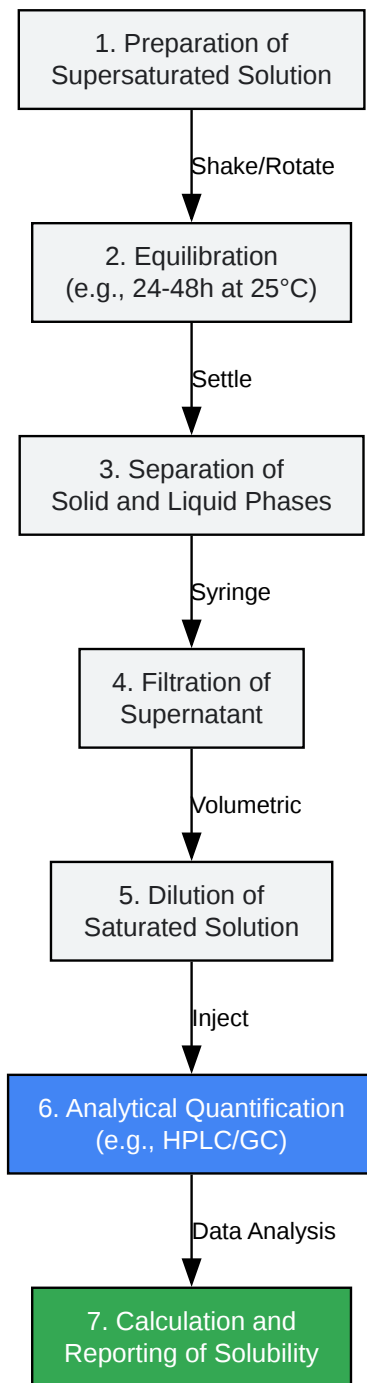 1. Preparation of
Supersaturated Solution
Shake/Rotate
2. Equilibration
(e.g., 24-48h at 25°C)
Settle
3. Separation of
Solid and Liquid Phases
Syringe
4. Filtration of
Supernatant
Volumetric
5. Dilution of
Saturated Solution
Inject
6. Analytical Quantification
(e.g., HPLC/GC)
Data Analysis
7. Calculation and
Reporting of Solubility